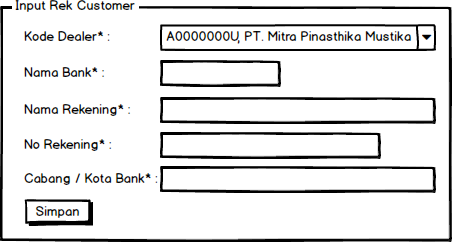 Input Rek Customer
Kode Dealer* : A0000000U, PT. Mitra Pinasthika Mustika
Nama Bank* :
Nama Rekening* :
No Rekening* :
Cabang / Kota Bank* :
Simpan